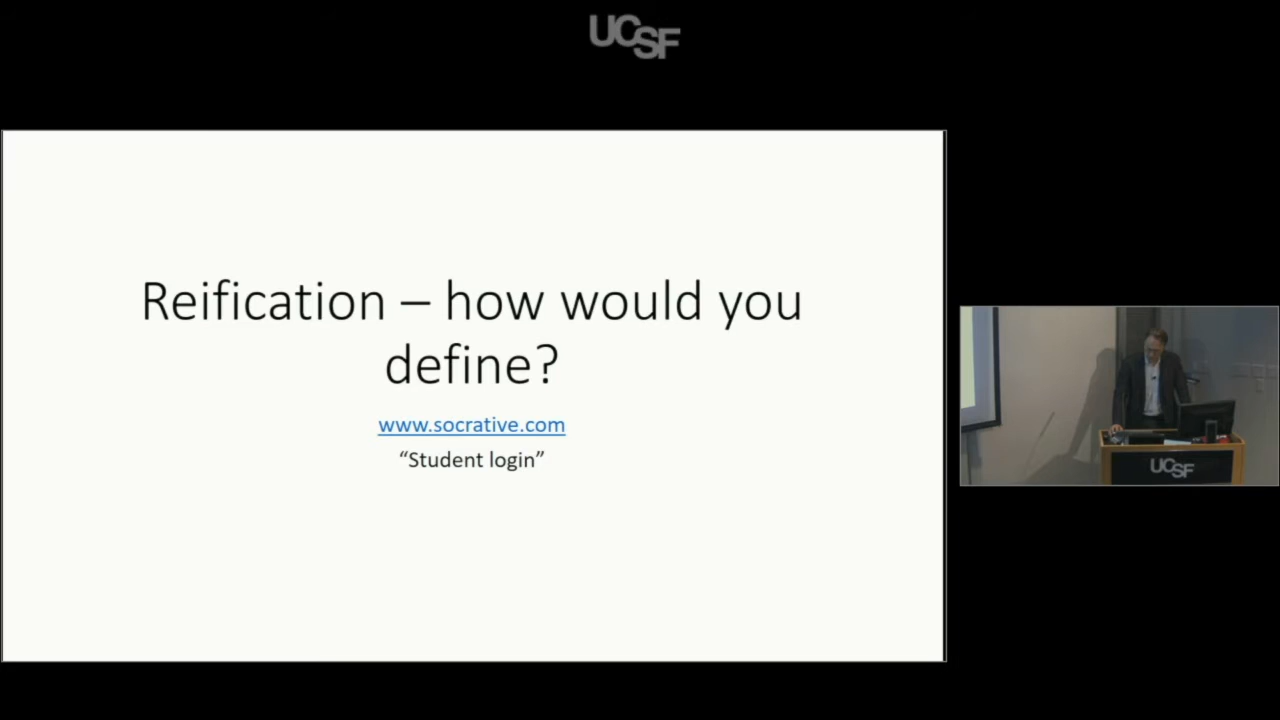 UCSF
Reification – how would you
define?
www.socrative.com
“Student login”
UCSF